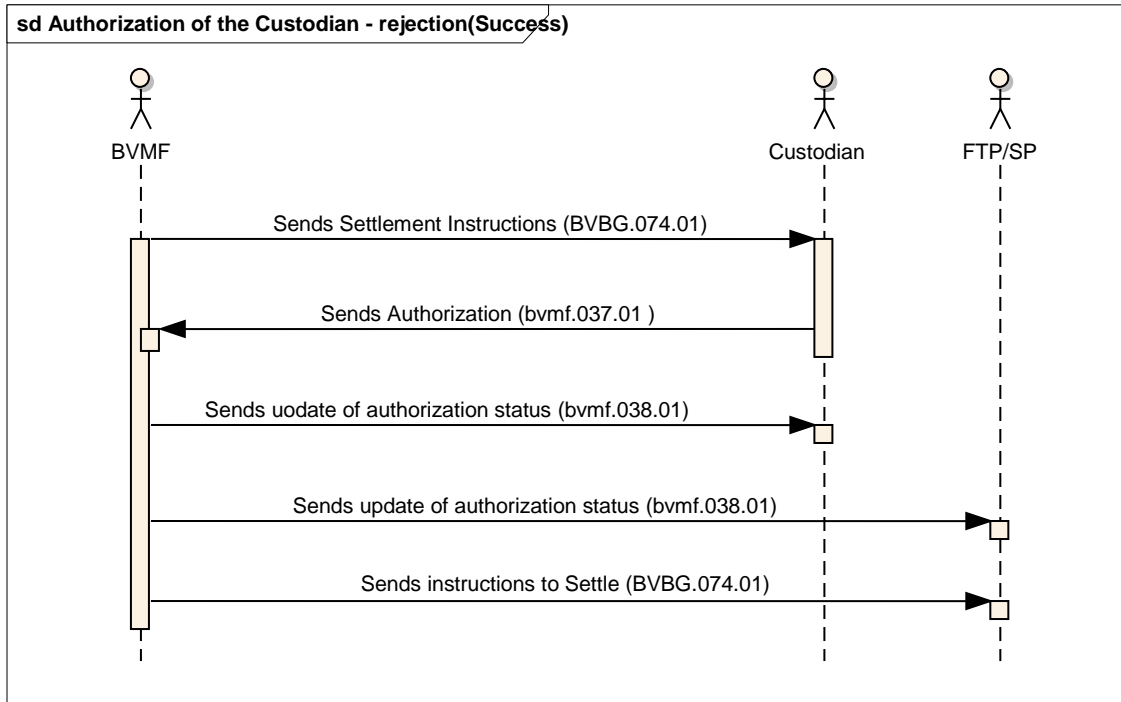 sd Authorization of the Custodian - rejection(Success)
BVMF
Custodian
FTP/SP
Sends Settlement Instructions (BVBG.074.01)
Sends Authorization (bvmf.037.01 )
Sends uodate of authorization status (bvmf.038.01)
Sends update of authorization status (bvmf.038.01)
Sends instructions to Settle (BVBG.074.01)